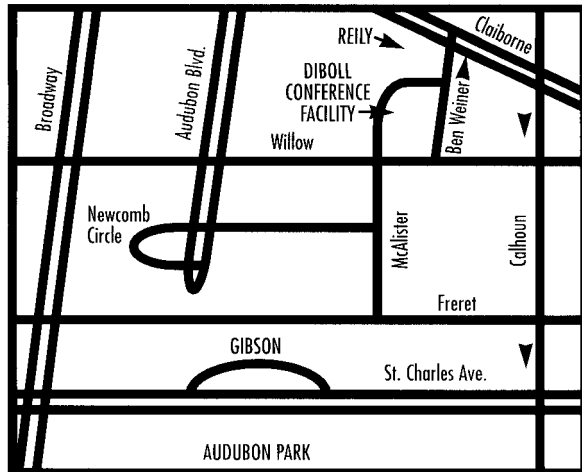 REILY
Claiborne
DIBOLL
CONFERENCE
FACILITY
Broadway
Audubon Blvd.
Ben Weiner
Willow
Newcomb
Circle
McAlister
Calhoun
Freret
GIBSON
St. Charles Ave.
AUDUBON PARK